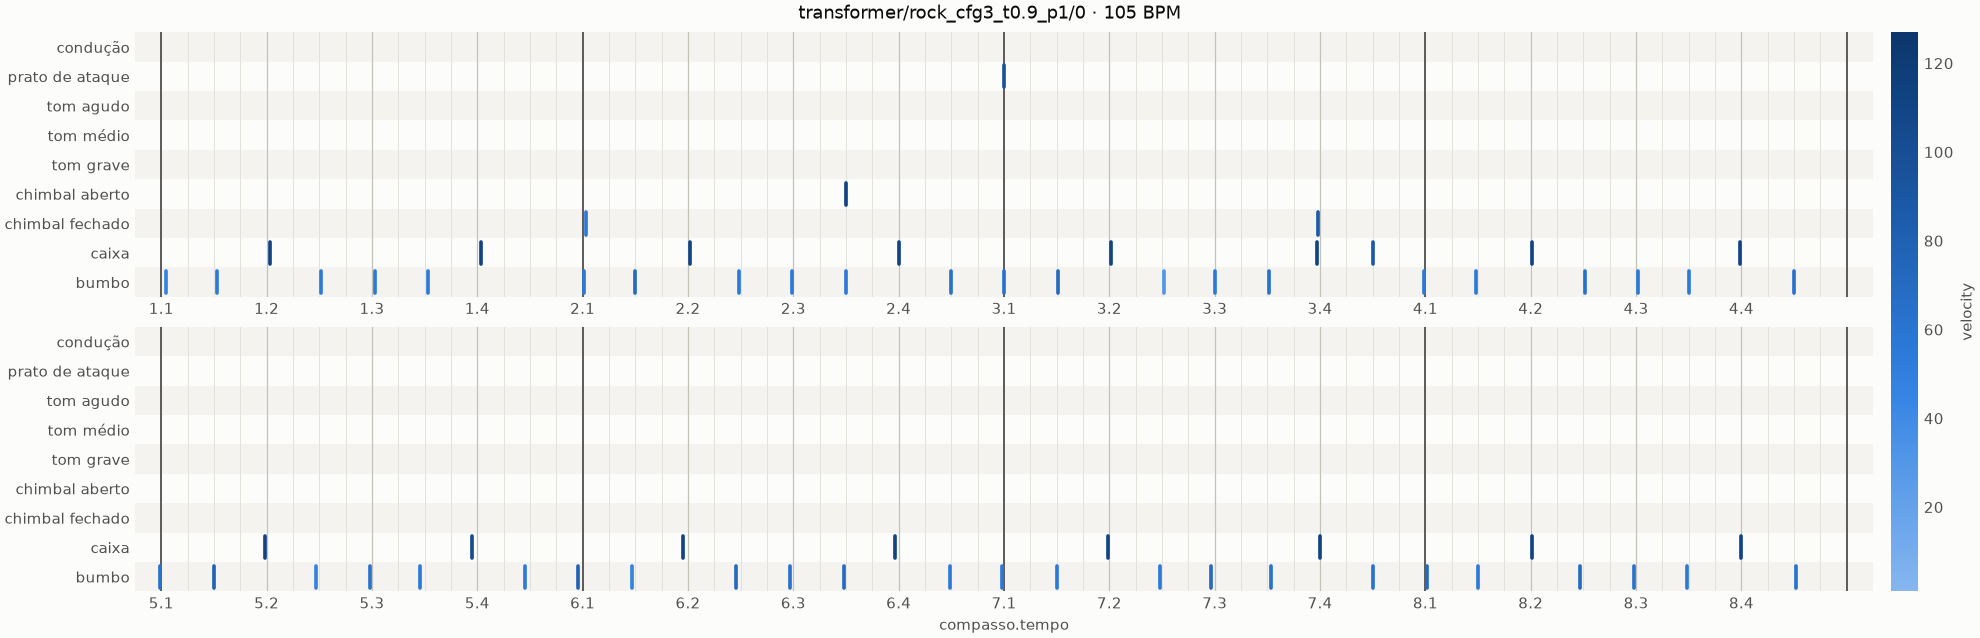 transformer/rock_cfg3_t0.9_p1/0 · 105 BPM
condução
prato de ataque
tom agudo
tom médio
tom grave
chimbal aberto
chimbal fechado
caixa
bumbo
1.1 1.2 1.3 1.4 2.1 2.2 2.3 2.4 3.1 3.2 3.3 3.4 4.1 4.2 4.3 4.4
condução
prato de ataque
tom agudo
tom médio
tom grave
chimbal aberto
chimbal fechado
caixa
bumbo
5.1 5.2 5.3 5.4 6.1 6.2 6.3 6.4 7.1 7.2 7.3 7.4 8.1 8.2 8.3 8.4
compasso.tempo
120
100
80
60
40
20
velocity